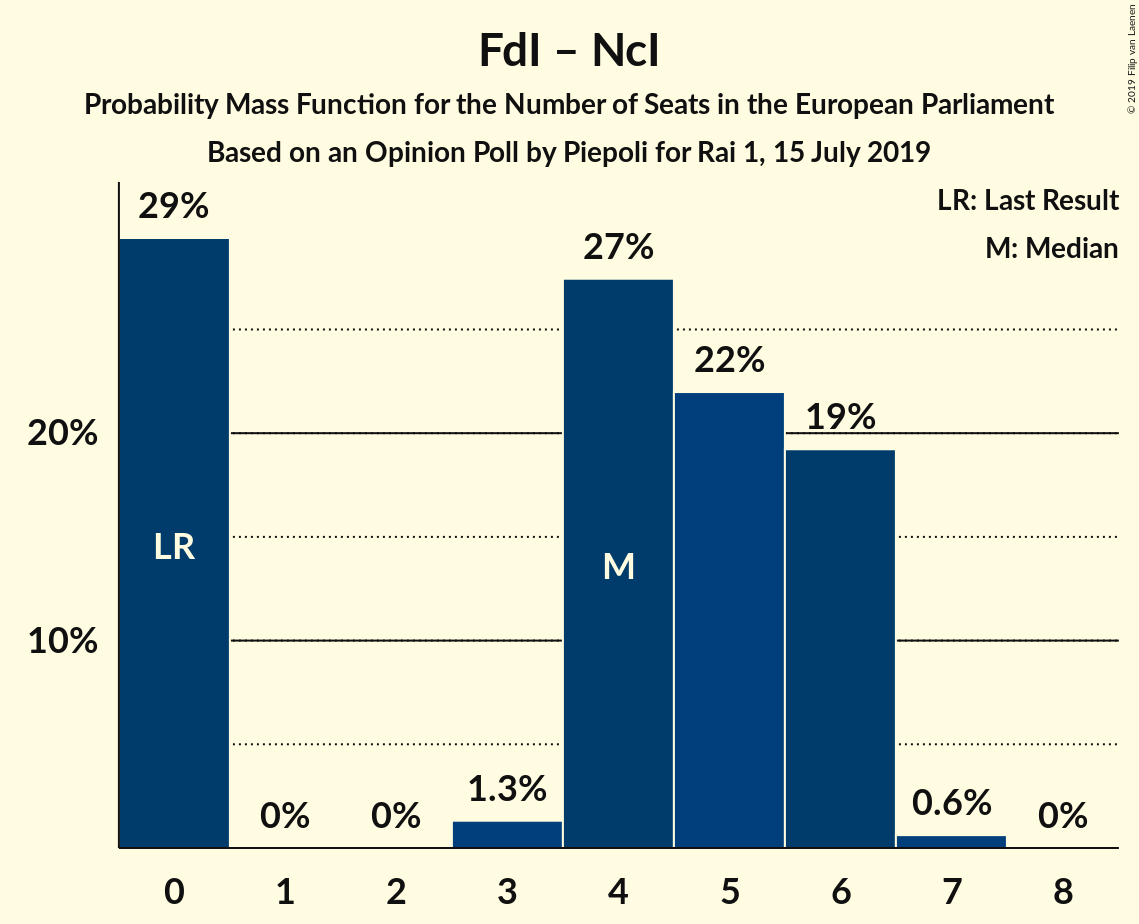 FdI – NcI
Probability Mass Function for the Number of Seats in the European Parliament
Based on an Opinion Poll by Piepoli for Rai 1, 15 July 2019
© 2019 Filip van Laenen
LR: Last Result
M: Median
29%
27%
22%
19%
20%
LR
M
10%
1.3%
0.6%
0%
0%
0%
0 1 2 3 4 5 6 7 8